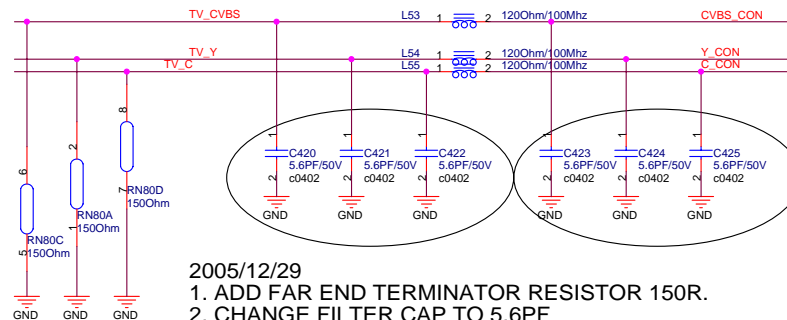 TV_CVBS L53 1 2 120Ohm/100Mhz CVBS_CON
TV_Y L54 1 2 120Ohm/100Mhz Y_CON
TV_C L55 1 2 120Ohm/100Mhz C_CON
8
6 2 1 1 1 1 1 1
C420 C421 C422 C423 C424 C425
5.6PF/50V 5.6PF/50V 5.6PF/50V 5.6PF/50V 5.6PF/50V 5.6PF/50V
c0402 c0402 c0402 c0402 c0402 c0402
2 2 2 2 2 2
7 RN80D
150Ohm
GND GND GND GND GND GND
1 RN80A
150Ohm
5 RN80C
150Ohm
GND GND GND
2005/12/29
1. ADD FAR END TERMINATOR RESISTOR 150R.
2. CHANGE FILTER CAP TO 5.6PF